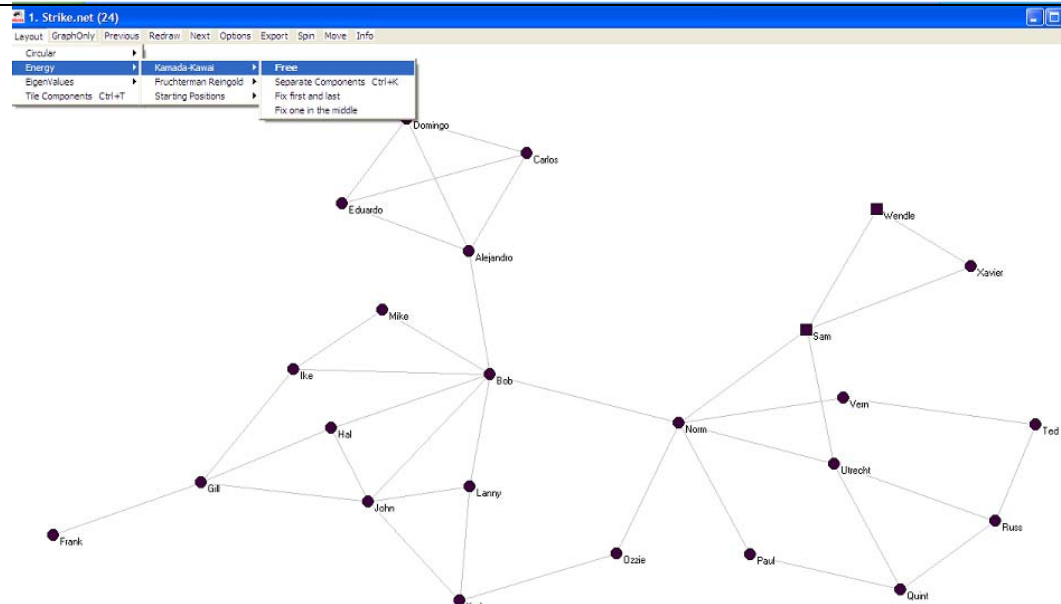 1. Strike.net (24)
Layout GraphOnly Previous Redraw Next Options Export Spin Move Info
Circular
Energy
EigenValues
Tile Components Ctrl+T
Kamada-Kawai
Fruchterman Reingold
Starting Positions
Free
Separate Components Ctrl+K
Fix first and last
Fix one in the middle
Domingo
Carlos
Eduardo
Wendle
Alejandro
Xavier
Mike
Sam
Ike
Bob
Vern
Norm
Ted
Hal
Utrecht
Gill
Lanny
John
Russ
Frank
Ozzie
Paul
Quint